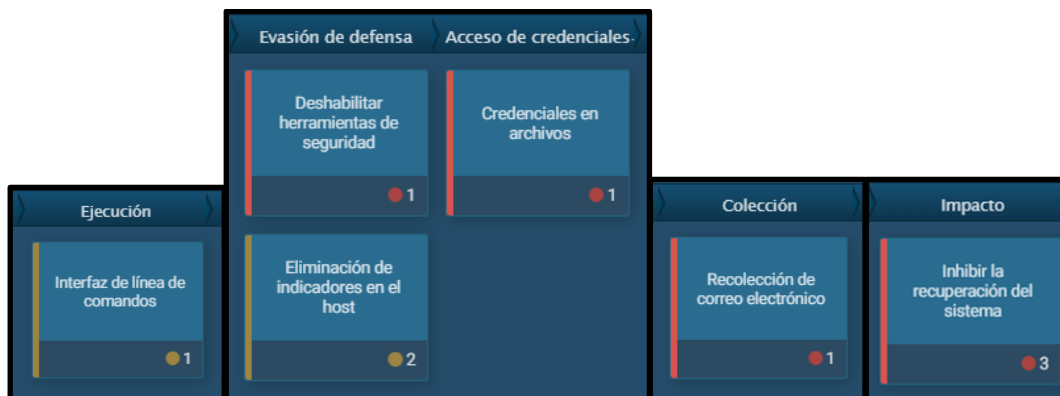 Evasión de defensa
Acceso de credenciales.
Deshabilitar
herramientas de
seguridad
1
Credenciales en
archivos
1
Ejecución
Interfaz de línea de
comandos
1
Eliminación de
indicadores en el
host
2
Colección
Recolección de
correo electrónico
1
Impacto
Inhibir la
recuperación del
sistema
3